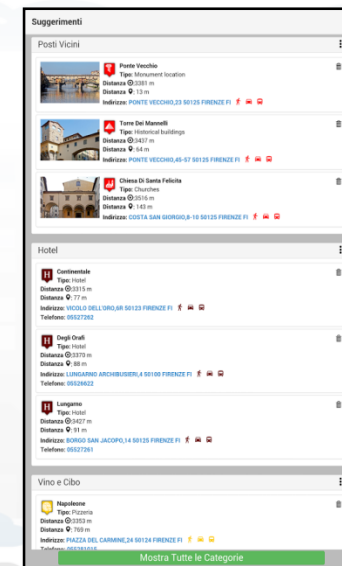 Suggerimenti
Posti Vicini
Ponte Vecchio
Tipo: Monument location
Distanza :3381 m
Distanza : 13 m
Indirizzo: PONTE VECCHIO,23 50125 FIRENZE FI
Torre Dei Mannelli
Tipo: Historical buildings
Distanza :3437 m
Distanza : 64 m
Indirizzo: PONTE VECCHIO,45-57 50125 FIRENZE FI
Chiesa Di Santa Felicita
Tipo: Churches
Distanza :3516 m
Distanza : 143 m
Indirizzo: COSTA SAN GIORGIO,8-10 50125 FIRENZE FI
Hotel
Continentale
Tipo: Hotel
Distanza :3315 m
Distanza : 77 m
Indirizzo: VICOLO DELL'ORO,6R 50123 FIRENZE FI
Telefono: 05527262
Degli Orafi
Tipo: Hotel
Distanza :3370 m
Distanza : 88 m
Indirizzo: LUNGARNO ARCHIBUSIERI,4 50100 FIRENZE FI
Telefono: 05526622
Lungarno
Tipo: Hotel
Distanza :3427 m
Distanza : 91 m
Indirizzo: BORGO SAN JACOPO,14 50125 FIRENZE FI
Telefono: 05527261
Vino e Cibo
Napoleone
Tipo: Pizzeria
Distanza :3353 m
Distanza : 769 m
Indirizzo: PIAZZA DEL CARMINE,24 50124 FIRENZE FI
Telefono: 055281015
Mostra Tutte le Categorie